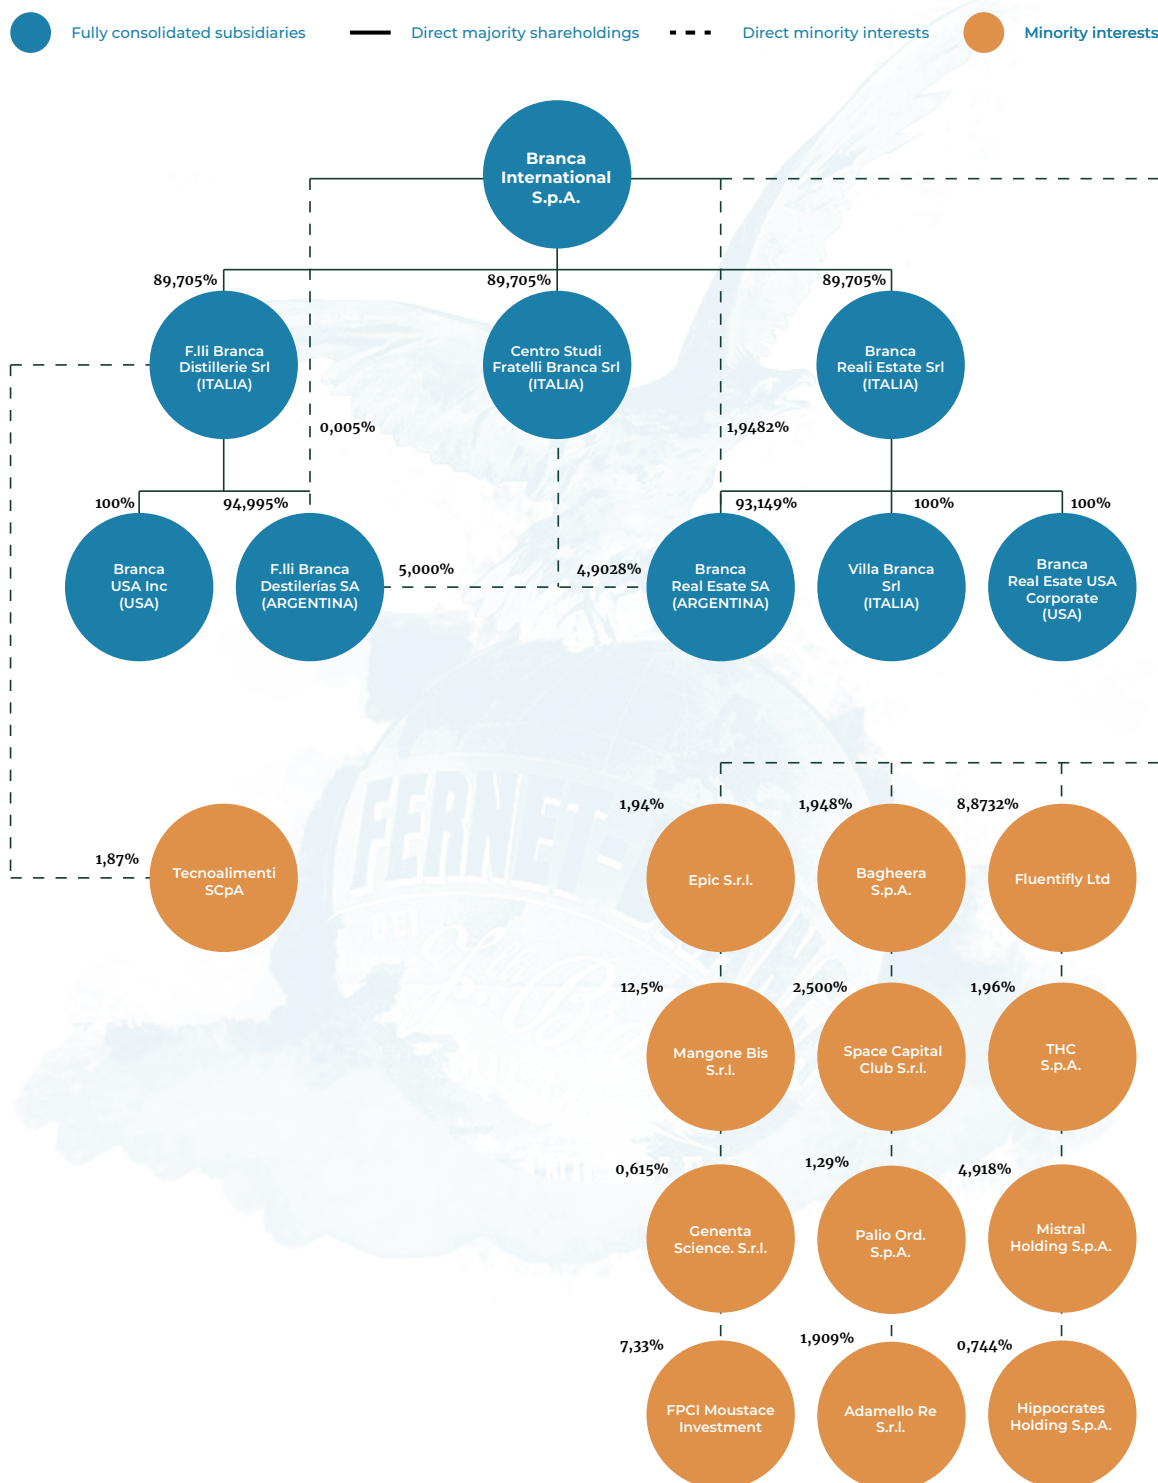 Fully consolidated subsidiaries
Direct majority shareholdings
Direct minority interests
Minority interests
Branca
International
S.p.A.
89,705%
89,705%
89,705%
F.lli Branca
Distillerie Srl
(ITALIA)
Centro Studi
Fratelli Branca Srl
(ITALIA)
Branca
Reali Estate Srl
(ITALIA)
0,005%
1,9482%
100%
94,995%
93,149%
100%
100%
Branca
USA Inc
(USA)
F.lli Branca
Destilerías SA
(ARGENTINA)
5,000%
4,9028%
Branca
Real Esate SA
(ARGENTINA)
Villa Branca
Srl
(ITALIA)
Branca
Real Esate USA
Corporate
(USA)
1,87%
Tecnoalimenti
SCpA
1,94%
1,948%
8,8732%
Epic S.r.l.
Bagheera
S.p.A.
Fluentifly Ltd
12,5%
2,500%
1,96%
Mangone Bis
S.r.l.
Space Capital
Club S.r.l.
THC
S.p.A.
0,615%
1,29%
4,918%
Genenta
Science. S.r.l.
Palio Ord.
S.p.A.
Mistral
Holding S.p.A.
7,33%
1,909%
0,744%
FPCI Moustace
Investment
Adamello Re
S.r.l.
Hippocrates
Holding S.p.A.
FERNET-
DEI